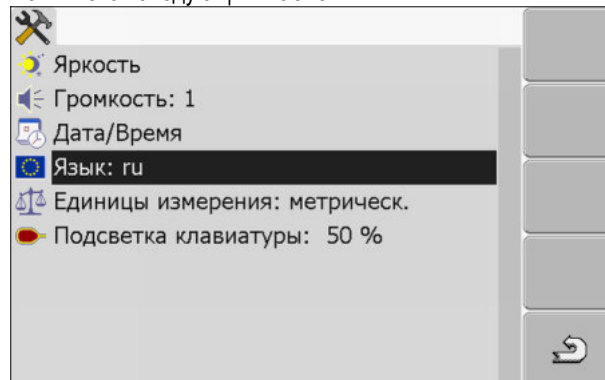 Яркость
Громкость: 1
Дата/Время
Язык: ru
Единицы измерения: метрическ.
Подсветка клавиатуры: 50 %